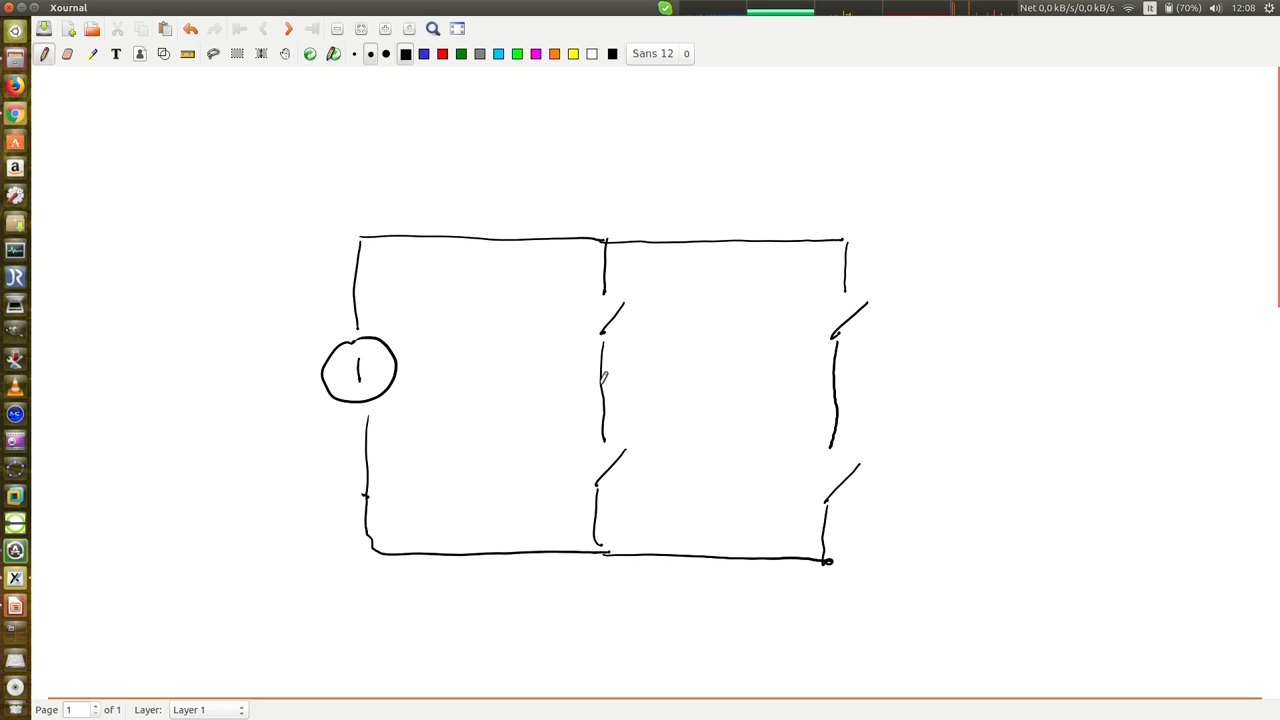 Xournal
Net 0,0 kB/s/0,0 kB/s
It
(70%)
12:08
T
Sans 12
0
I
Page 1 of 1 Layer: Layer 1